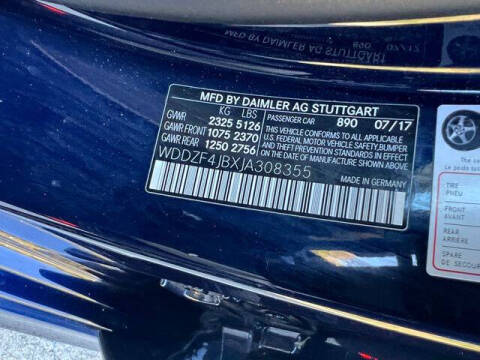 MFD BY DAIMLER AG STUTTGART
KG LBS PASSENGER CAR 890 07/17
GVWR 2325 5126
GAWR FRONT 1075 2370
GAWR REAR 1250 2756
THIS VEHICLE CONFORMS TO ALL APPLICABLE
FEDERAL MOTOR VEHICLE SAFETY, BUMPER
AND THEFT PREVENTION STANDARDS IN EFFECT ON THE
DATE OF MANUFACTURE SHOWN ABOVE.
WDDZF4JBXJA308355
MADE IN GERMANY
TIRE
PNEU
FRONT
AVANT
REAR
ARRIÈRE
SPARE
DE SECOUR